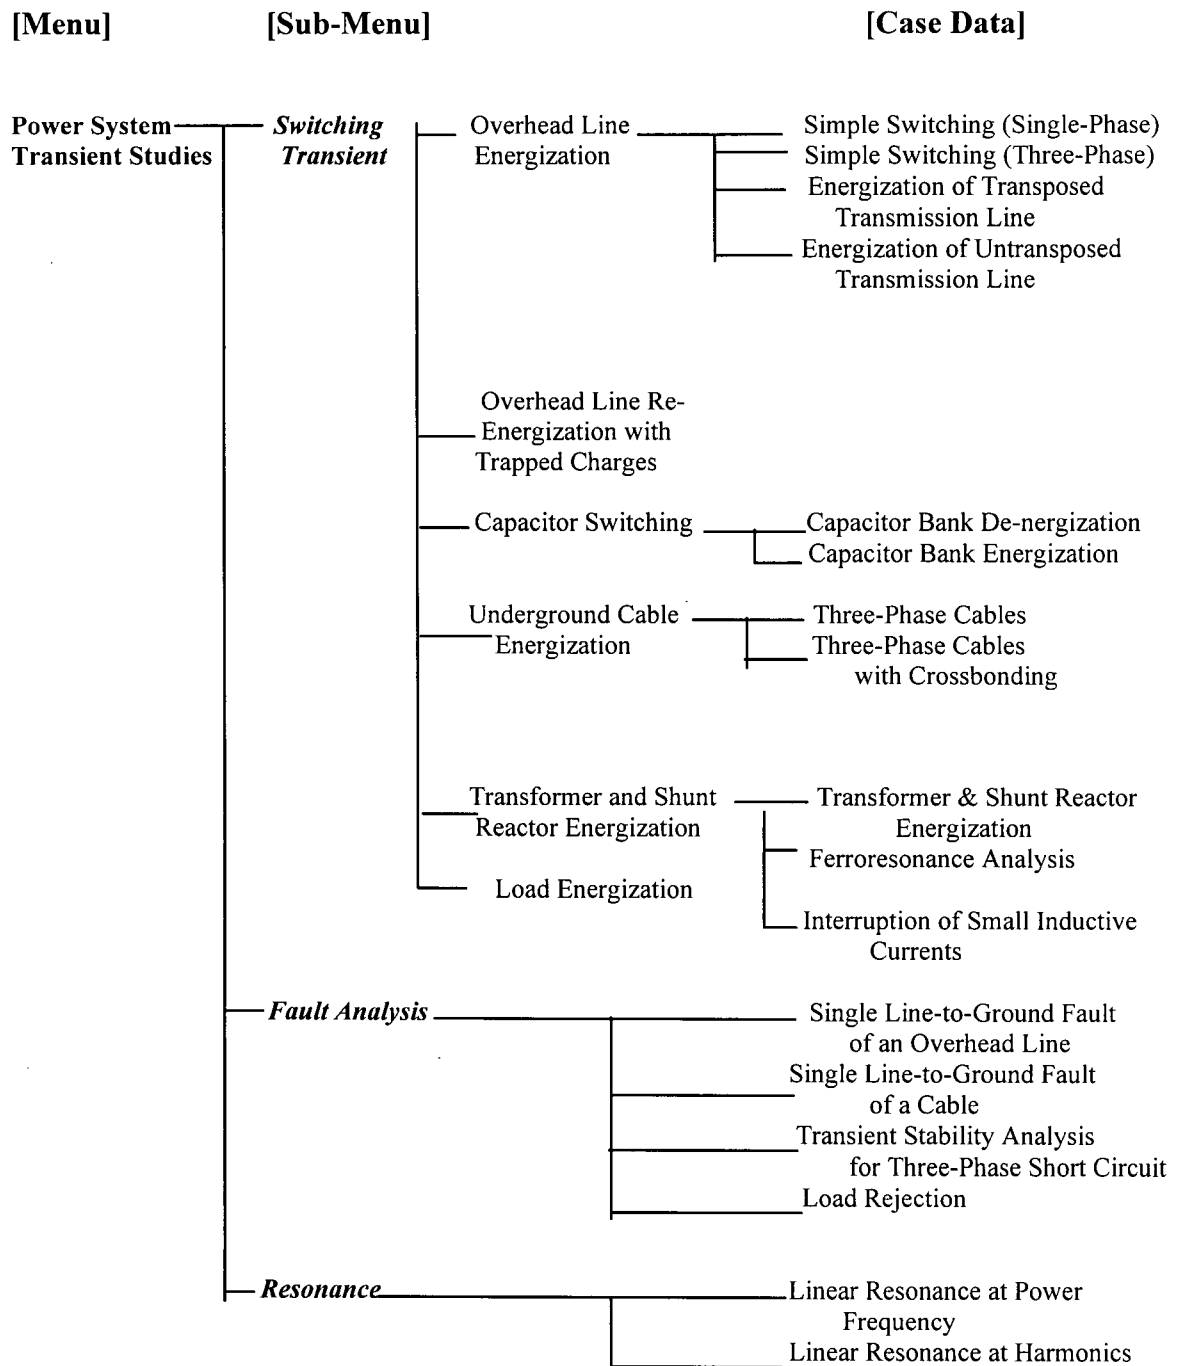 [Menu] [Sub-Menu] [Case Data]
Power System Switching Overhead Line Simple Switching (Single-Phase)
Transient Studies Transient Energization Simple Switching (Three-Phase)
Energization of Transposed
Transmission Line
Energization of Untransposed
Transmission Line
Overhead Line Re-
Energization with
Trapped Charges
Capacitor Switching Capacitor Bank De-nergization
Capacitor Bank Energization
Underground Cable Three-Phase Cables
Energization Three-Phase Cables
with Crossbonding
Transformer and Shunt Transformer & Shunt Reactor
Reactor Energization Energization
Ferroresonance Analysis
Load Energization
Interruption of Small Inductive
Currents
Fault Analysis Single Line-to-Ground Fault
of an Overhead Line
Single Line-to-Ground Fault
of a Cable
Transient Stability Analysis
for Three-Phase Short Circuit
Load Rejection
Resonance Linear Resonance at Power
Frequency
Linear Resonance at Harmonics